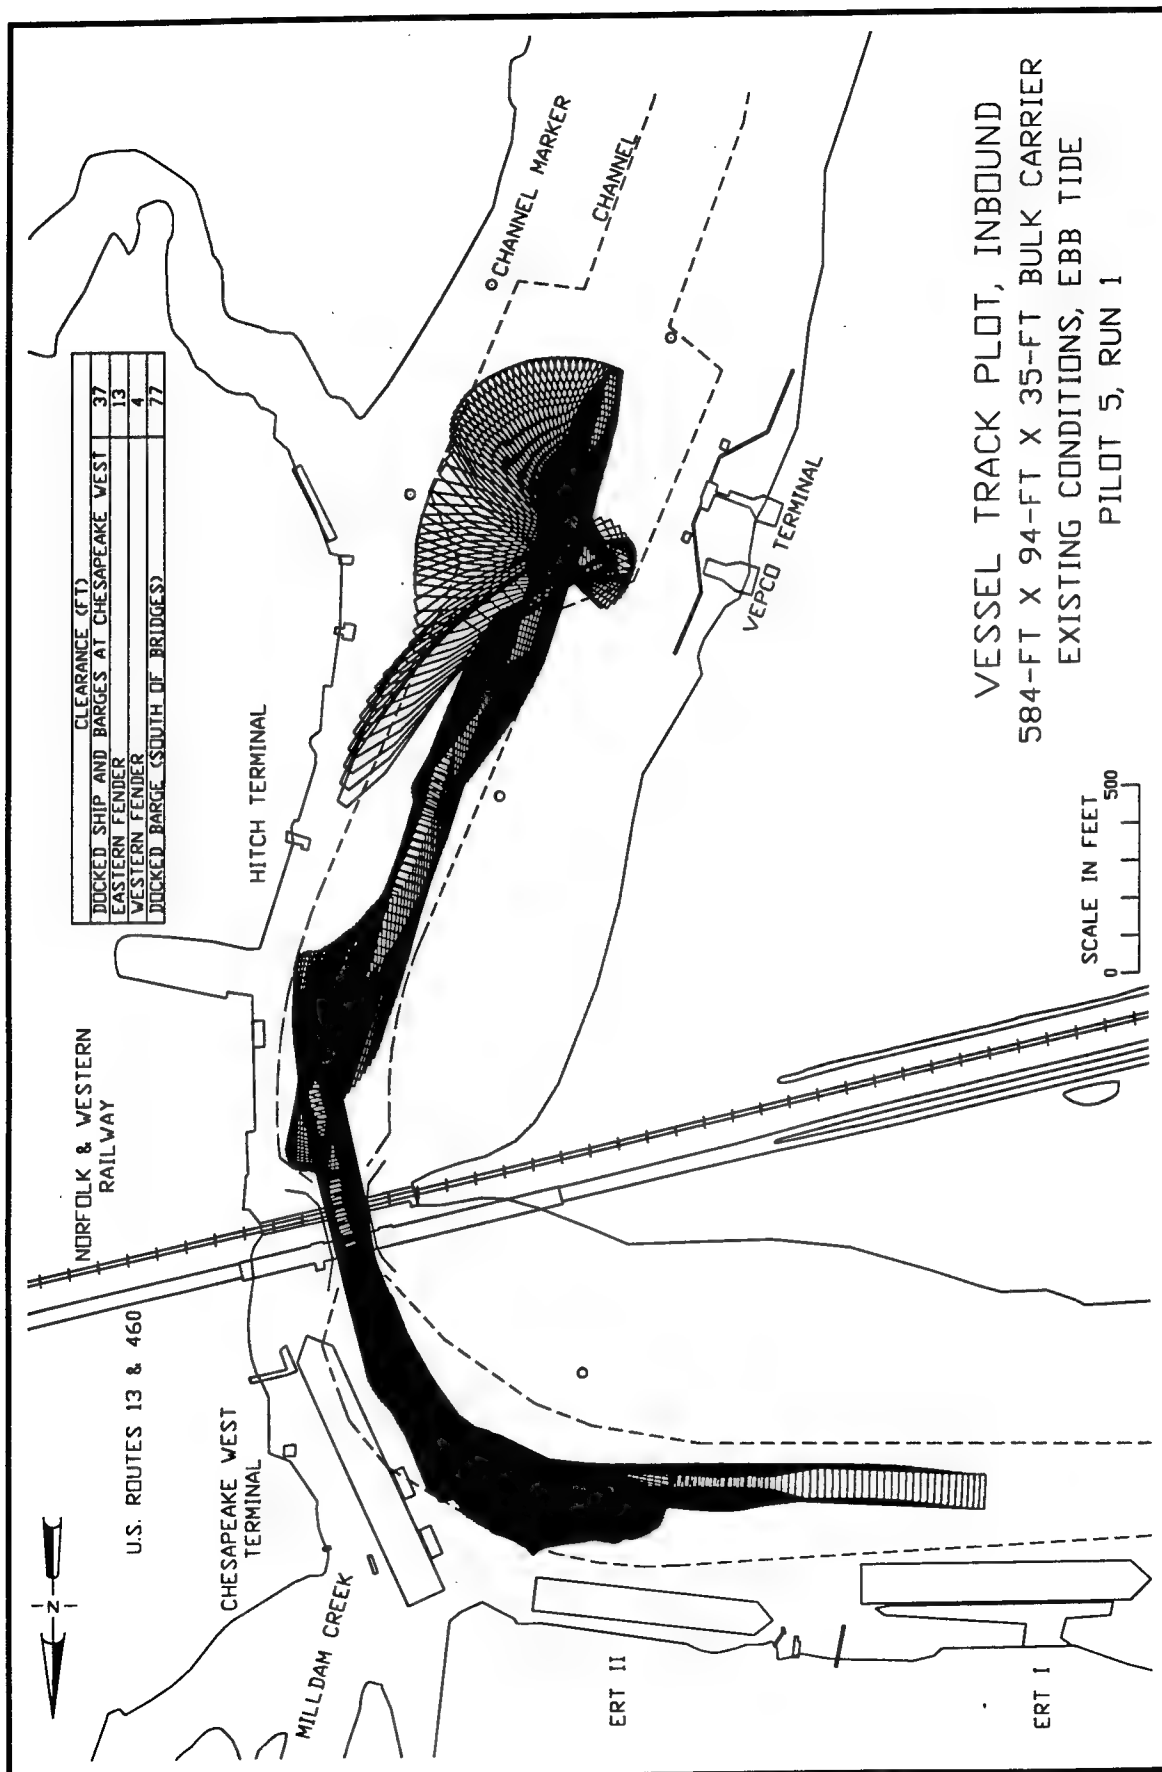 CLEARANCE (FT)
DOCKED SHIP AND BARGES AT CHESAPEAKE WEST 37
EASTERN FENDER 13
WESTERN FENDER 4
DOCKED BARGE (SOUTH OF BRIDGES) 77
NORFOLK & WESTERN
RAILWAY
U.S. ROUTES 13 & 460
HITCH TERMINAL
CHANNEL MARKER
CHANNEL
CHESAPEAKE WEST
TERMINAL
MILLDAM CREEK
VEPCO TERMINAL
N
ERT II
ERT I
SCALE IN FEET
0 500
VESSEL TRACK PLOT, INBOUND
584-FT X 94-FT X 35-FT BULK CARRIER
EXISTING CONDITIONS, EBB TIDE
PILOT 5, RUN 1